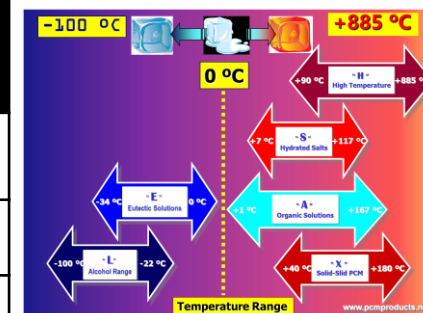 -100 ºC
+885 ºC
0 ºC
+90 ºC
- H -
High Temperature
+885 ºC
+7 ºC
- S -
Hydrated Salts
+117 ºC
-34 ºC
- E -
Eutectic Solutions
0 ºC
+1 ºC
- A -
Organic Solutions
+167 ºC
-100 ºC
- L -
Alcohol Range
-22 ºC
+40 ºC
- X -
Solid-Slid PCM
+180 ºC
Temperature Range
www.pcmproducts.n